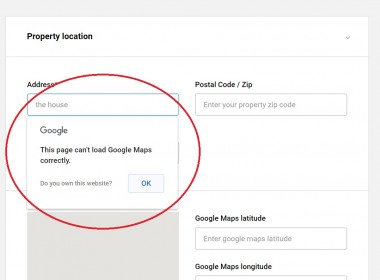 Property location
Address*
Postal Code / Zip
the house
Enter your property zip code
Google
This page can't load Google Maps
correctly.
Do you own this website?
OK
Google Maps latitude
Enter google maps latitude
Google Maps longitude